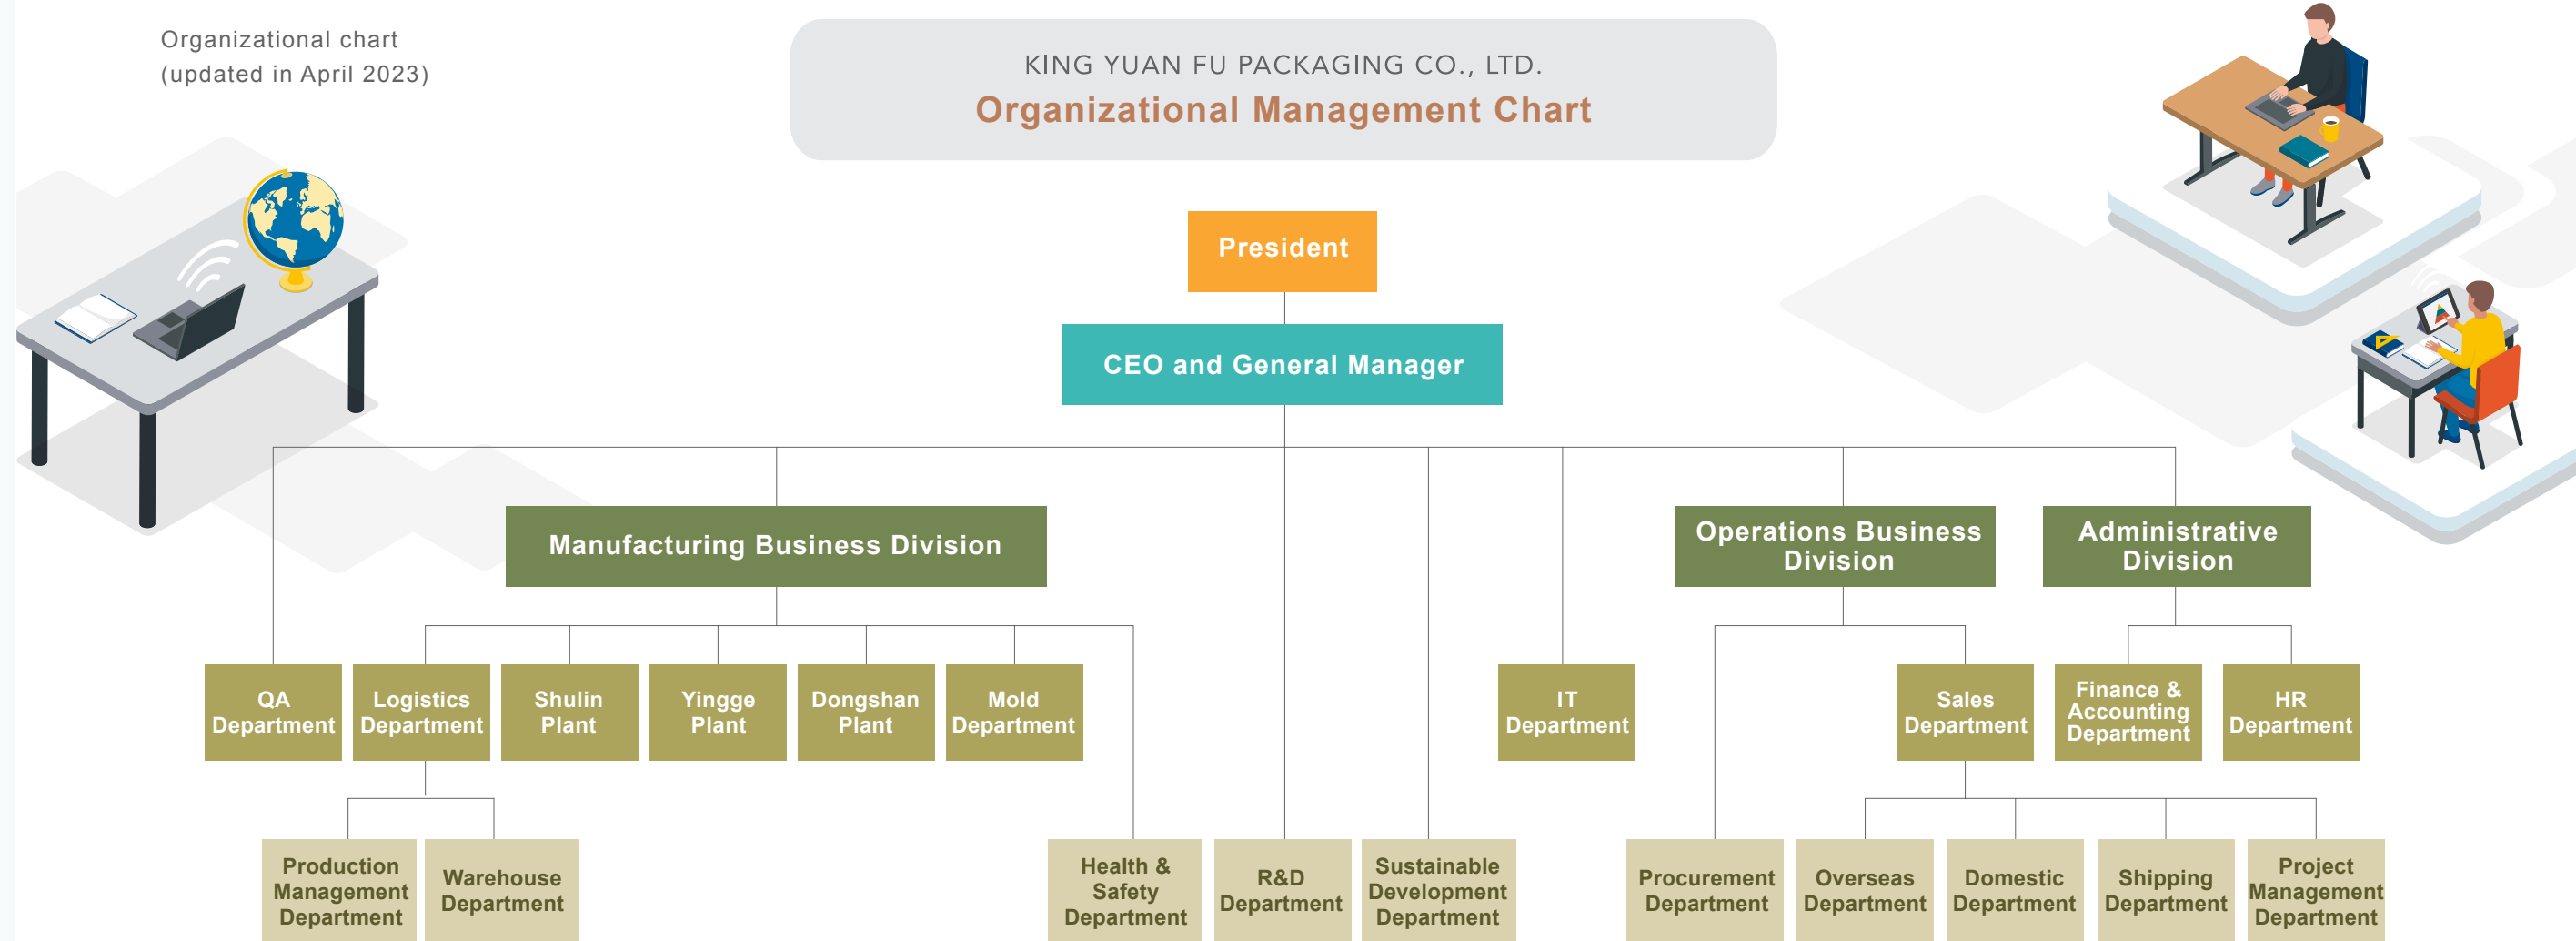 Organizational chart
(updated in April 2023)
KING YUAN FU PACKAGING CO., LTD.
Organizational Management Chart
President
CEO and General Manager
Manufacturing Business Division
Operations Business
Division
Administrative
Division
QA
Department
Logistics
Department
Shulin
Plant
Yingge
Plant
Dongshan
Plant
Mold
Department
IT
Department
Sales
Department
Finance &
Accounting
Department
HR
Department
Production
Management
Department
Warehouse
Department
Health &
Safety
Department
R&D
Department
Sustainable
Development
Department
Procurement
Department
Overseas
Department
Domestic
Department
Shipping
Department
Project
Management
Department